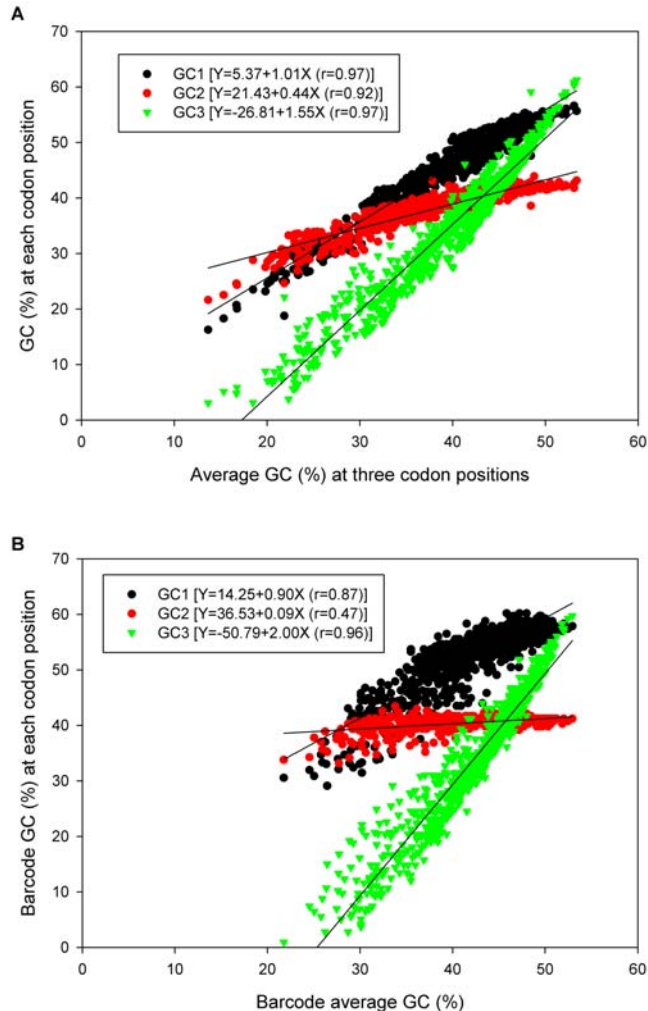 A
GC1 [Y=5.37+1.01X (r=0.97)]
GC2 [Y=21.43+0.44X (r=0.92)]
GC3 [Y=-26.81+1.55X (r=0.97)]
GC (%) at each codon position
70
60
50
40
30
20
10
0
0 10 20 30 40 50 60
Average GC (%) at three codon positions
B
GC1 [Y=14.25+0.90X (r=0.87)]
GC2 [Y=36.53+0.09X (r=0.47)]
GC3 [Y=-50.79+2.00X (r=0.96)]
Barcode GC (%) at each codon position
70
60
50
40
30
20
10
0
0 10 20 30 40 50 60
Barcode average GC (%)